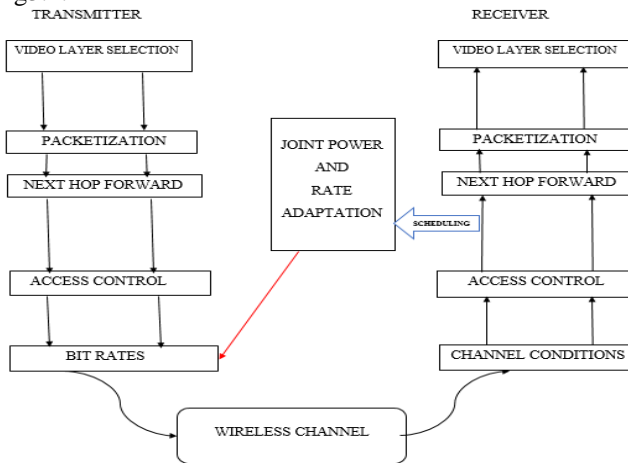 TRANSMITTER
VIDEO LAYER SELECTION
PACKETIZATION
NEXT HOP FORWARD
ACCESS CONTROL
BIT RATES
JOINT POWER
AND
RATE
ADAPTATION
SCHEDULING
WIRELESS CHANNEL
RECEIVER
VIDEO LAYER SELECTION
PACKETIZATION
NEXT HOP FORWARD
ACCESS CONTROL
CHANNEL CONDITIONS